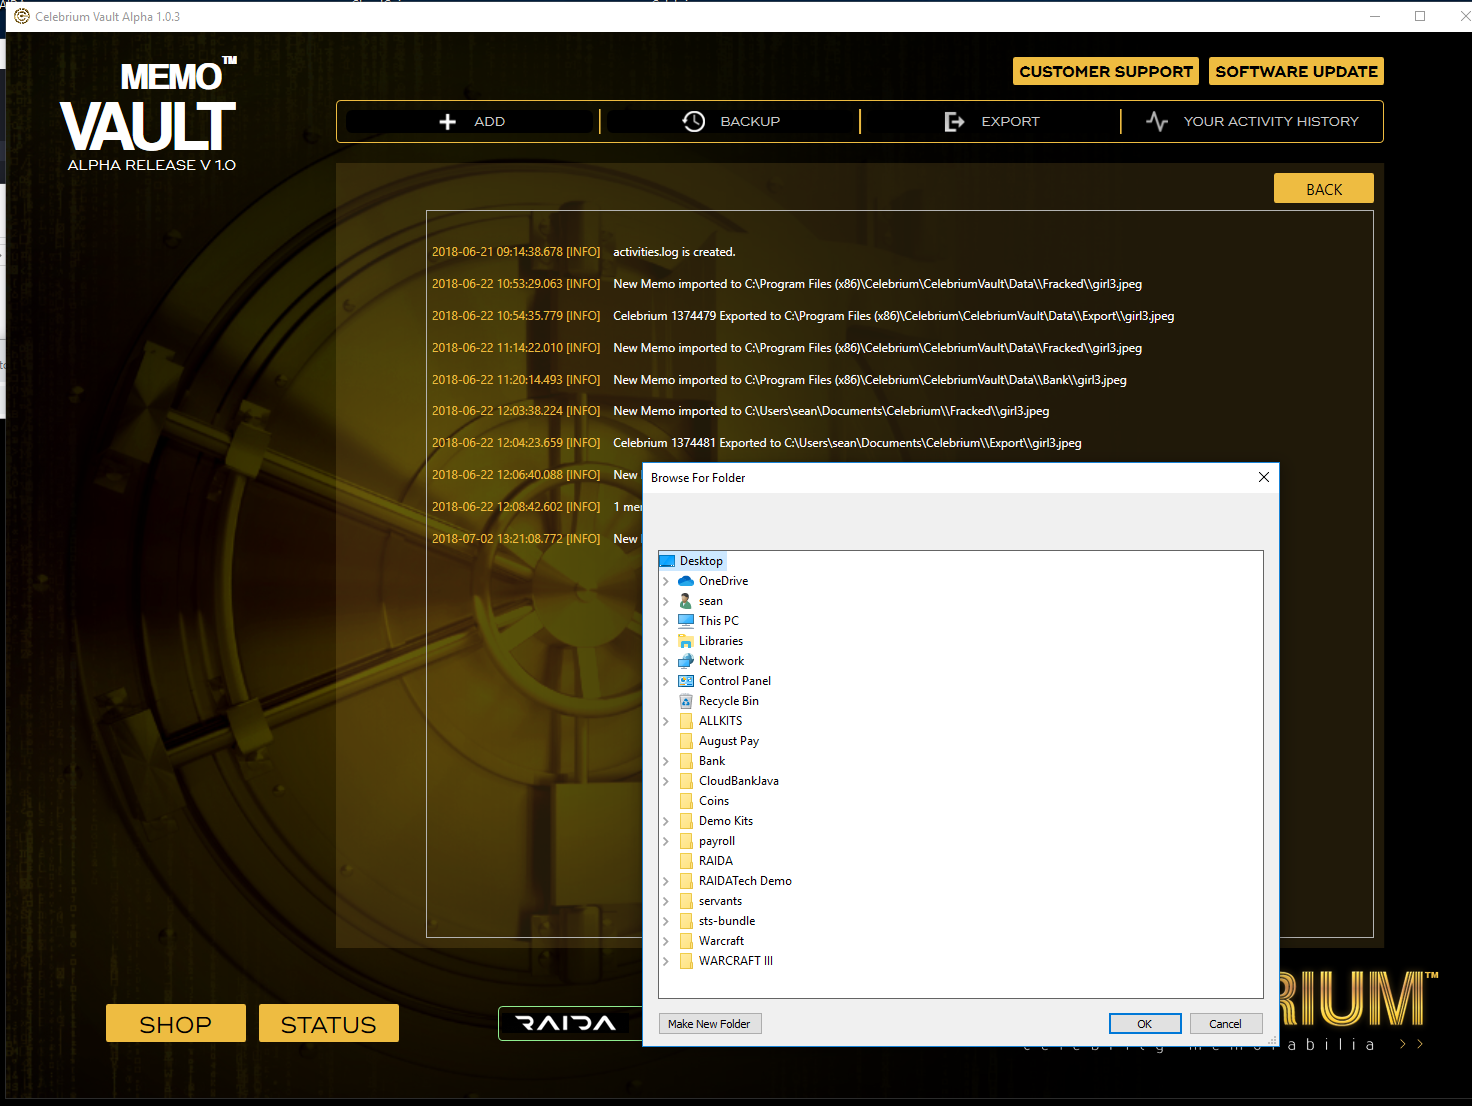 Celebrium Vault Alpha 1.0.3
MEMO™
VAULT
ALPHA RELEASE V 1.0
CUSTOMER SUPPORT
SOFTWARE UPDATE
ADD
BACKUP
EXPORT
YOUR ACTIVITY HISTORY
BACK
2018-06-21 09:14:38.678 [INFO] activities.log is created.
2018-06-22 10:53:29.063 [INFO] New Memo imported to C:\Program Files (x86)\Celebrium\CelebriumVault\Data\\Fracked\\girl3.jpeg
2018-06-22 10:54:35.779 [INFO] Celebrium 1374479 Exported to C:\Program Files (x86)\Celebrium\CelebriumVault\Data\\Export\\girl3.jpeg
2018-06-22 11:14:22.010 [INFO] New Memo imported to C:\Program Files (x86)\Celebrium\CelebriumVault\Data\\Fracked\\girl3.jpeg
2018-06-22 11:20:14.493 [INFO] New Memo imported to C:\Program Files (x86)\Celebrium\CelebriumVault\Data\\Bank\\girl3.jpeg
2018-06-22 12:03:38.224 [INFO] New Memo imported to C:\Users\sean\Documents\Celebrium\\Fracked\\girl3.jpeg
2018-06-22 12:04:23.659 [INFO] Celebrium 1374481 Exported to C:\Users\sean\Documents\Celebrium\\Export\\girl3.jpeg
2018-06-22 12:06:40.088 [INFO] New
2018-06-22 12:08:42.602 [INFO] 1
2018-07-02 13:21:08.772 [INFO] New
Browse For Folder
Desktop
OneDrive
sean
This PC
Libraries
Network
Control Panel
Recycle Bin
ALLKITS
August Pay
Bank
CloudBankJava
Coins
Demo Kits
payroll
RAIDA
RAIDATech Demo
servants
sts-bundle
Warcraft
WARCRAFT III
Make New Folder
OK
Cancel
SHOP
STATUS
RAIDA
RIUM™